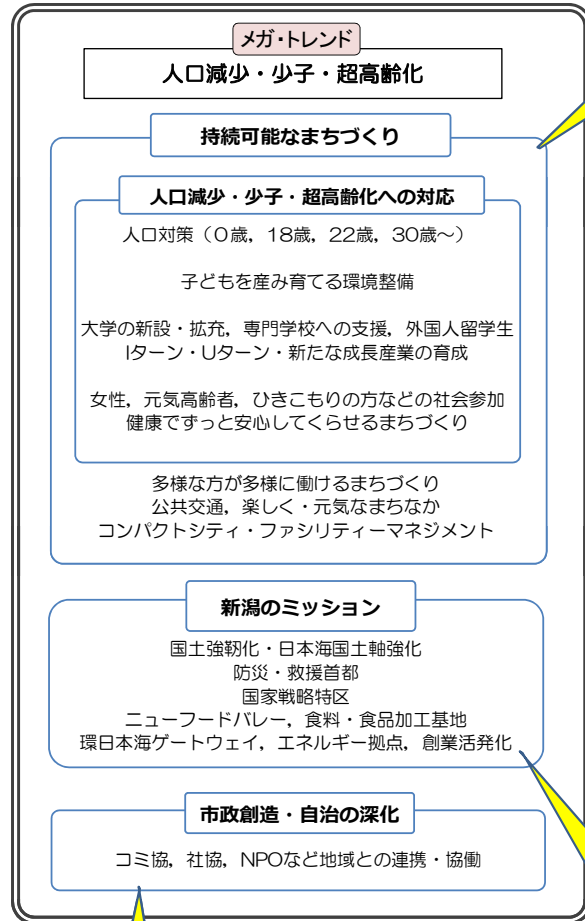 メガ・トレンド
人口減少・少子・超高齢化
持続可能なまちづくり
人口減少・少子・超高齢化への対応
人口対策（０歳，18歳，22歳，30歳～）
子どもを産み育てる環境整備
大学の新設・拡充，専門学校への支援，外国人留学生
Iターン・Uターン・新たな成長産業の育成
女性，元気高齢者，ひきこもりの方などの社会参加
健康でずっと安心してくらせるまちづくり
多様な方が多様に働けるまちづくり
公共交通，楽しく・元気なまちなか
コンパクトシティ・ファシリティーマネジメント
新潟のミッション
国土強靭化・日本海国土軸強化
防災・救援首都
国家戦略特区
ニューフードバレー，食料・食品加工基地
環日本海ゲートウェイ，エネルギー拠点，創業活発化
市政創造・自治の深化
コミ協，社協，NPOなど地域との連携・協働